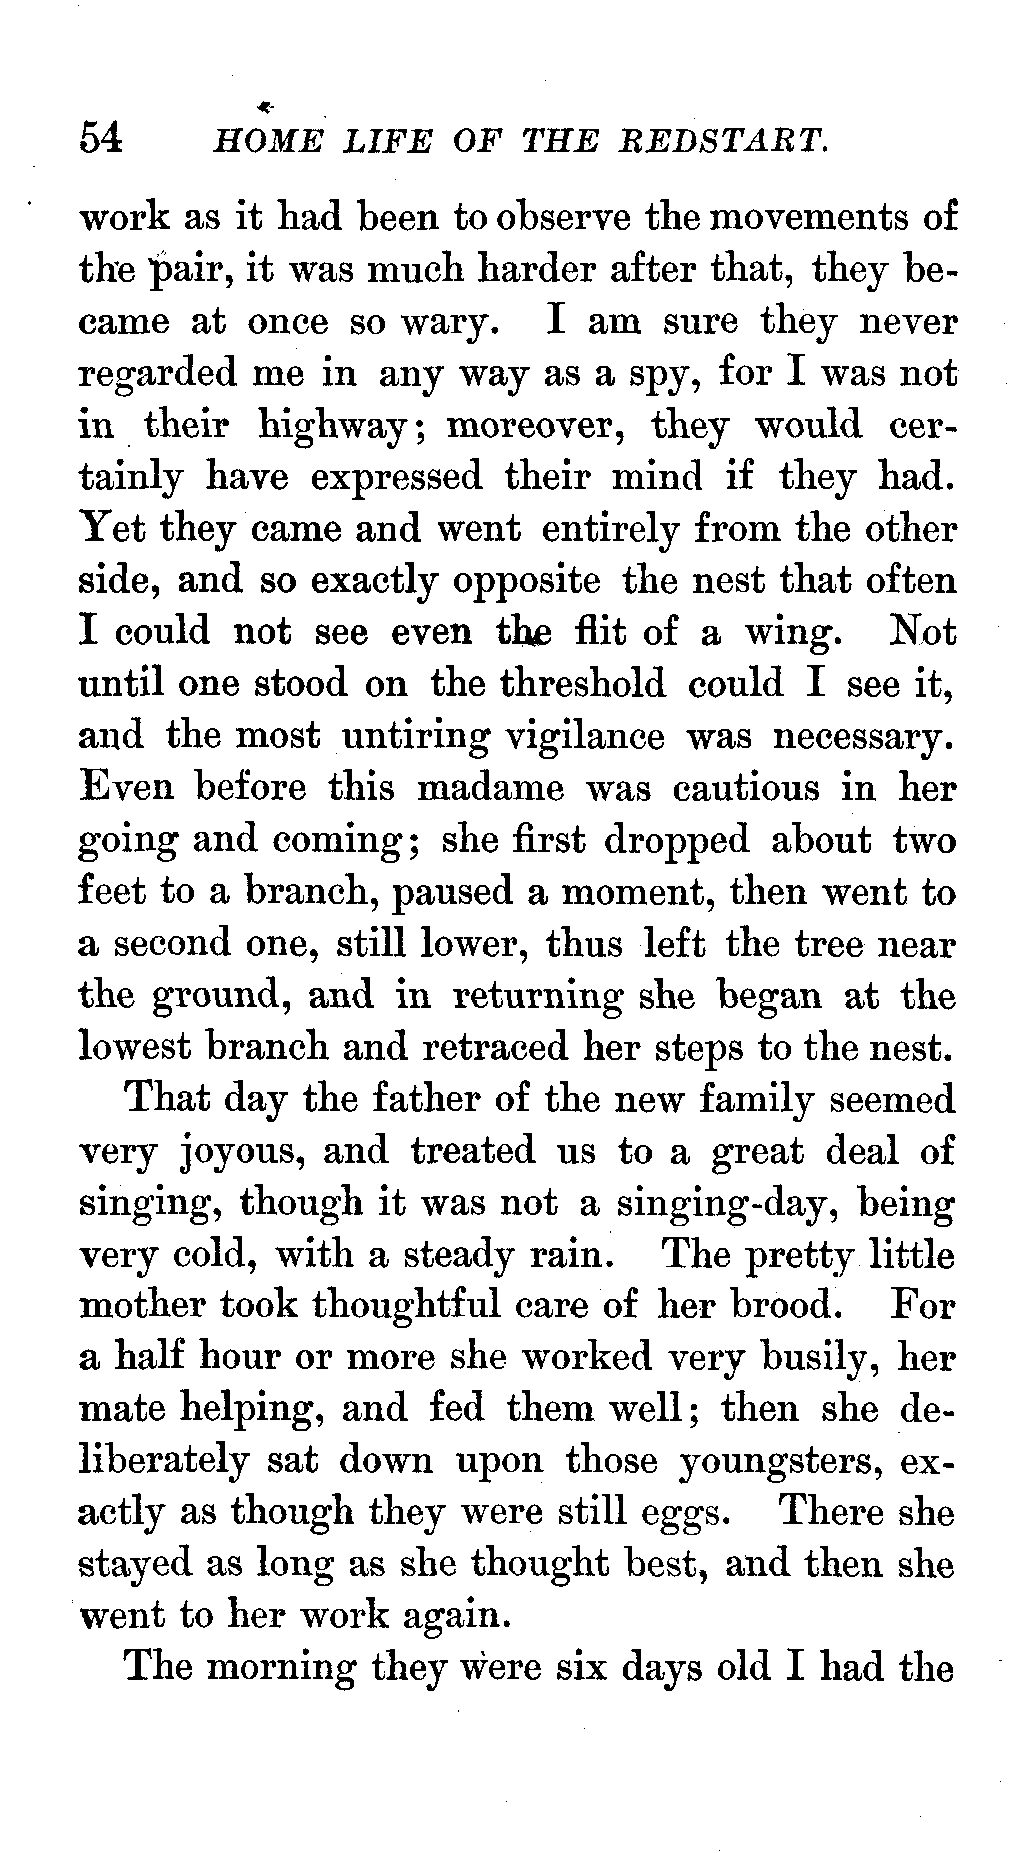 54 HOME LIFE OF THE REDSTART.
work as it had been to observe the movements of
the pair, it was much harder after that, they be-
came at once so wary. I am sure they never
regarded me in any way as a spy, for I was not
in their highway; moreover, they would cer-
tainly have expressed their mind if they had.
Yet they came and went entirely from the other
side, and so exactly opposite the nest that often
I could not see even the flit of a wing. Not
until one stood on the threshold could I see it,
and the most untiring vigilance was necessary.
Even before this madame was cautious in her
going and coming; she first dropped about two
feet to a branch, paused a moment, then went to
a second one, still lower, thus left the tree near
the ground, and in returning she began at the
lowest branch and retraced her steps to the nest.
That day the father of the new family seemed
very joyous, and treated us to a great deal of
singing, though it was not a singing-day, being
very cold, with a steady rain. The pretty little
mother took thoughtful care of her brood. For
a half hour or more she worked very busily, her
mate helping, and fed them well; then she de-
liberately sat down upon those youngsters, ex-
actly as though they were still eggs. There she
stayed as long as she thought best, and then she
went to her work again.
The morning they were six days old I had the